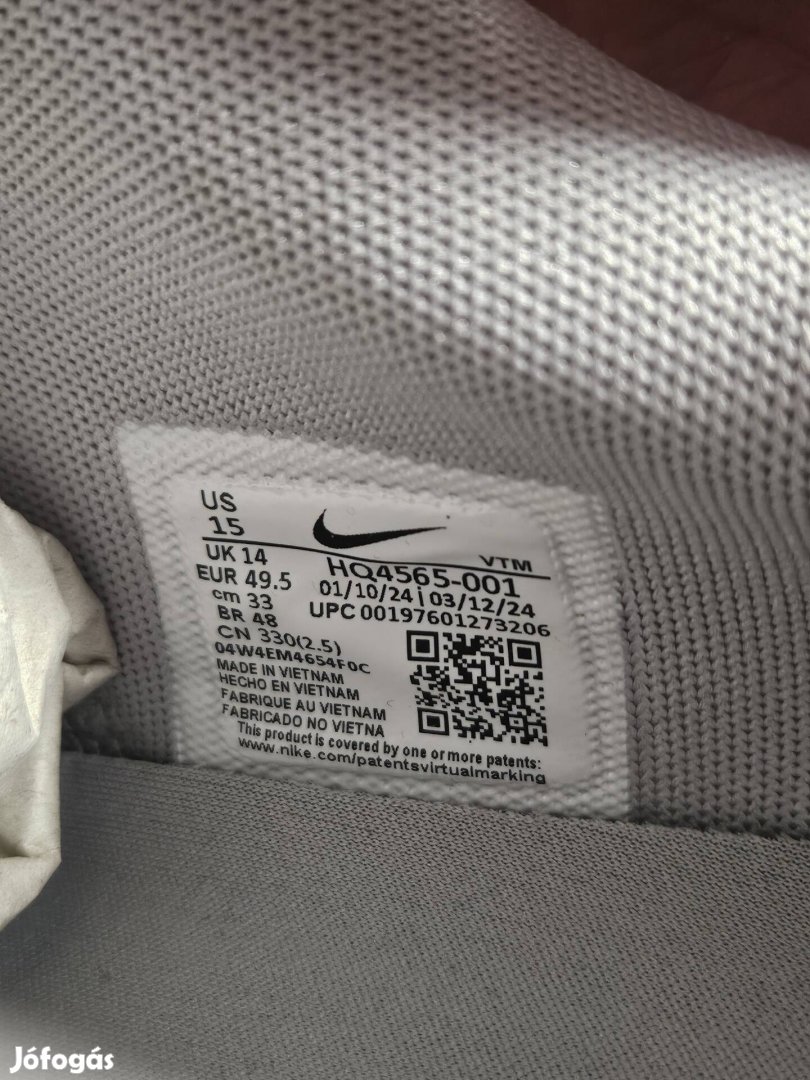 US
15
UK 14
EUR 49.5
cm 33
BR 48
CN 330(2.5)
04W4EM4654F0C
VTM
HQ4565-001
01/10/24 | 03/12/24
UPC 00197601273206
MADE IN VIETNAM
HECHO EN VIETNAM
FABRIQUE AU VIETNAM
FABRICADO NO VIETNA
This product is covered by one or more patents:
www.nike.com/patentsvirtualmarking
Jófogás